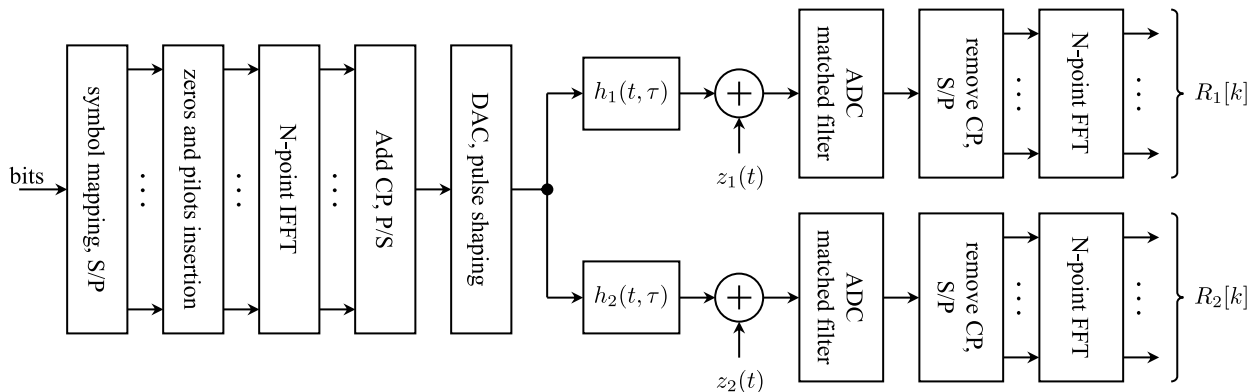 bits
symbol mapping, S/P
zeros and pilots insertion
N-point IFFT
Add CP, P/S
DAC, pulse shaping
h₁(t, τ)
z₁(t)
ADC
matched filter
remove CP,
S/P
N-point FFT
R₁[k]
h₂(t, τ)
z₂(t)
ADC
matched filter
remove CP,
S/P
N-point FFT
R₂[k]